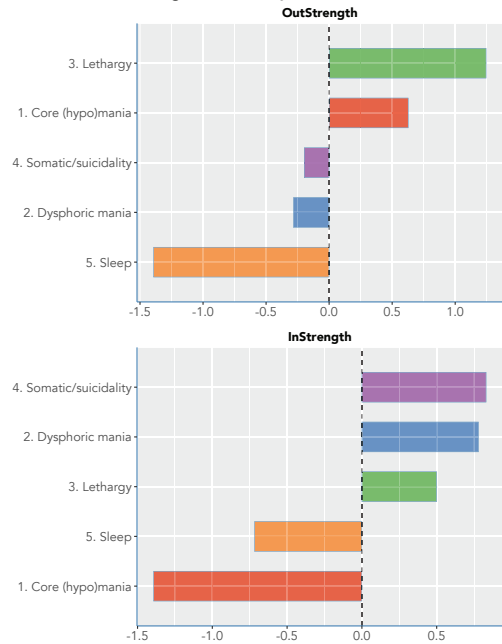 OutStrength
3. Lethargy
1. Core (hypo)mania
4. Somatic/suicidality
2. Dysphoric mania
5. Sleep
-1.5 -1.0 -0.5 0.0 0.5 1.0
InStrength
4. Somatic/suicidality
2. Dysphoric mania
3. Lethargy
5. Sleep
1. Core (hypo)mania
-1.5 -1.0 -0.5 0.0 0.5